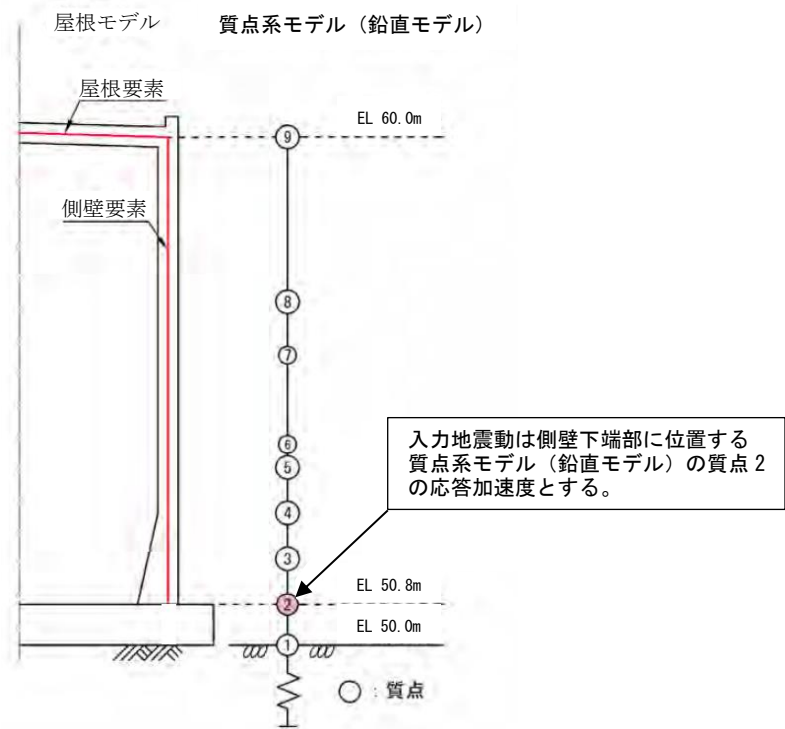 屋根モデル
質点系モデル（鉛直モデル）
屋根要素
EL 60.0m
9
側壁要素
8
7
6
5
4
3
入力地震動は側壁下端部に位置する
質点系モデル（鉛直モデル）の質点２
の応答加速度とする。
EL 50.8m
2
EL 50.0m
1
○：質点